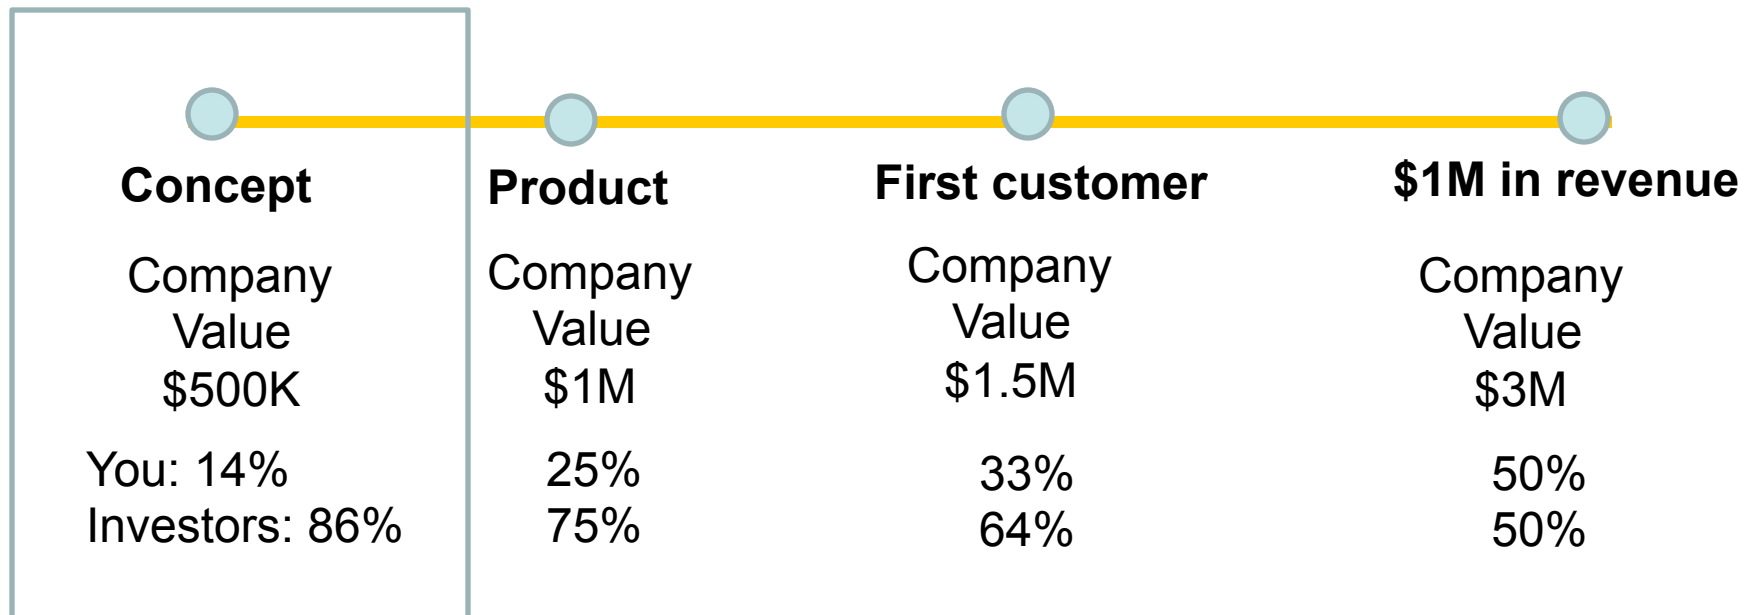 Concept
Company
Value
$500K
You: 14%
Investors: 86%
Product
Company
Value
$1M
25%
75%
First customer
Company
Value
$1.5M
33%
64%
$1M in revenue
Company
Value
$3M
50%
50%